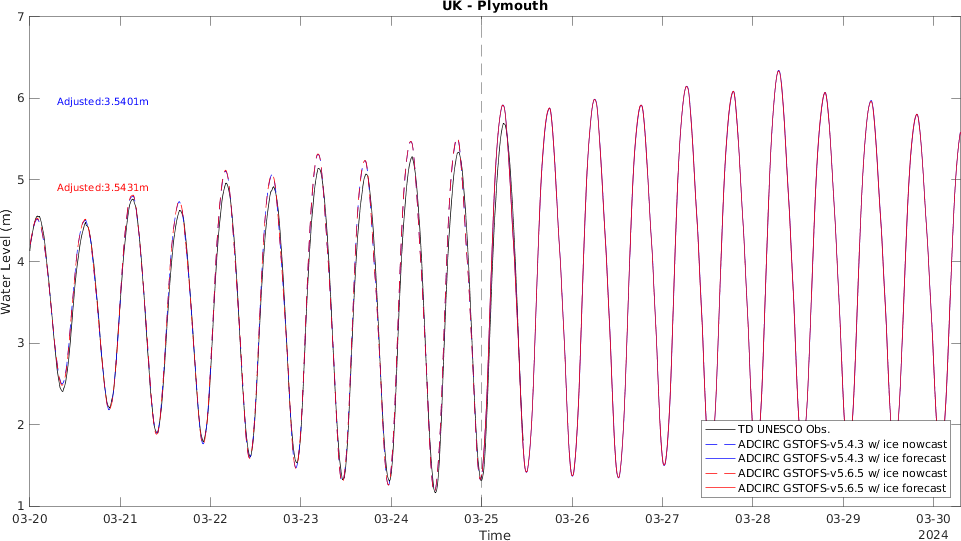 UK - Plymouth
7
6
5
4
3
2
1
Water Level (m)
Adjusted:3.5401m
Adjusted:3.5431m
TD UNESCO Obs.
ADCIRC GSTOFS-v5.4.3 w/ ice nowcast
ADCIRC GSTOFS-v5.4.3 w/ ice forecast
ADCIRC GSTOFS-v5.6.5 w/ ice nowcast
ADCIRC GSTOFS-v5.6.5 w/ ice forecast
03-20 03-21 03-22 03-23 03-24 03-25 03-26 03-27 03-28 03-29 03-30
Time
2024